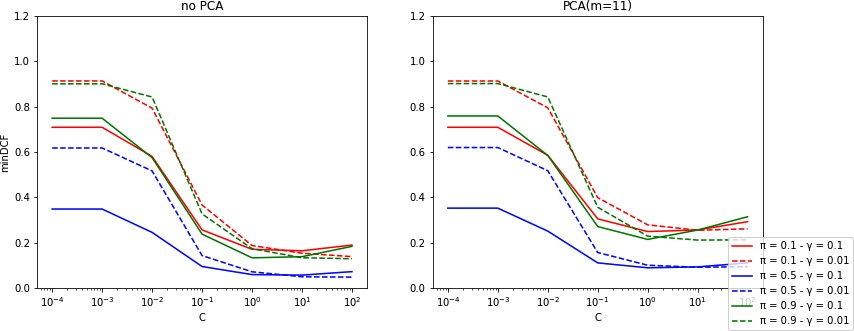 no PCA
1.2
1.0
0.8
0.6
0.4
0.2
0.0
minDCF
10⁻⁴ 10⁻³ 10⁻² 10⁻¹ 10⁰ 10¹ 10²
C
PCA(m=11)
1.2
1.0
0.8
0.6
0.4
0.2
0.0
10⁻⁴ 10⁻³ 10⁻² 10⁻¹ 10⁰ 10¹ 10²
C
π = 0.1 - γ = 0.1
π = 0.1 - γ = 0.01
π = 0.5 - γ = 0.1
π = 0.5 - γ = 0.01
π = 0.9 - γ = 0.1
π = 0.9 - γ = 0.01